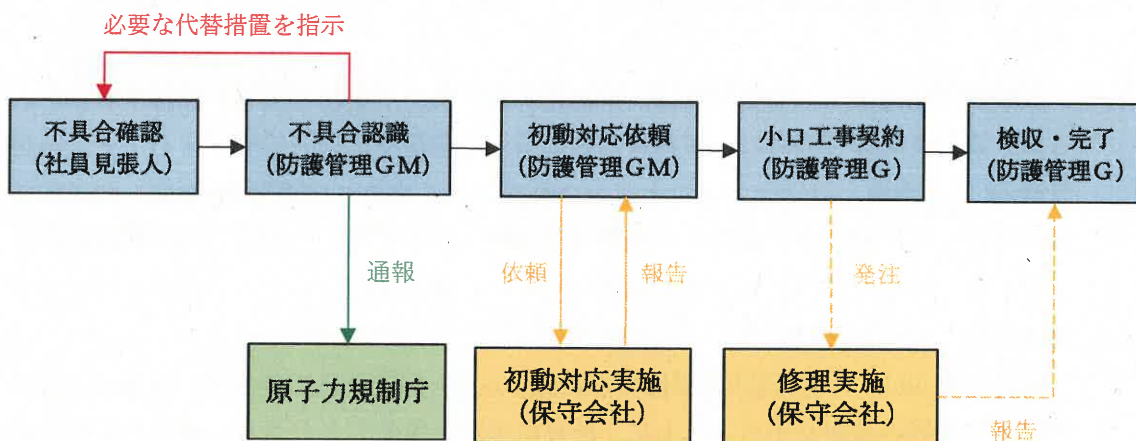 必要な代替措置を指示
不具合確認
(社員見張人)
不具合認識
(防護管理GM)
初動対応依頼
(防護管理GM)
小口工事契約
(防護管理G)
検収・完了
(防護管理G)
通報
依頼
報告
発注
原子力規制庁
初動対応実施
(保守会社)
修理実施
(保守会社)
報告